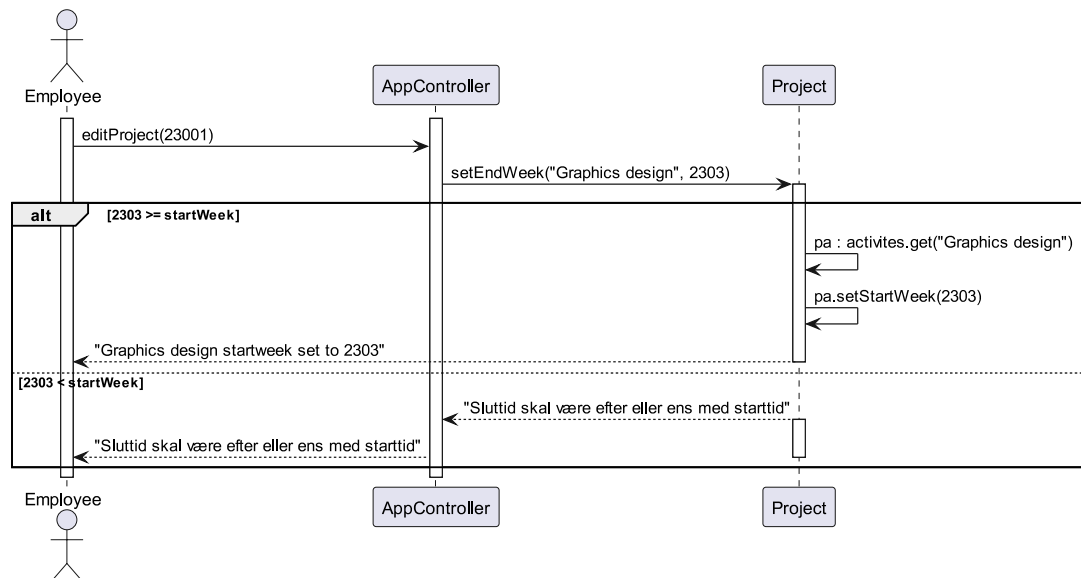 Employee
AppController
Project
editProject(23001)
setEndWeek("Graphics design", 2303)
alt
[2303 >= startWeek]
pa : activites.get("Graphics design")
pa.setStartWeek(2303)
"Graphics design startweek set to 2303"
[2303 < startWeek]
"Sluttid skal være efter eller ens med starttid"
"Sluttid skal være efter eller ens med starttid"
Employee
AppController
Project